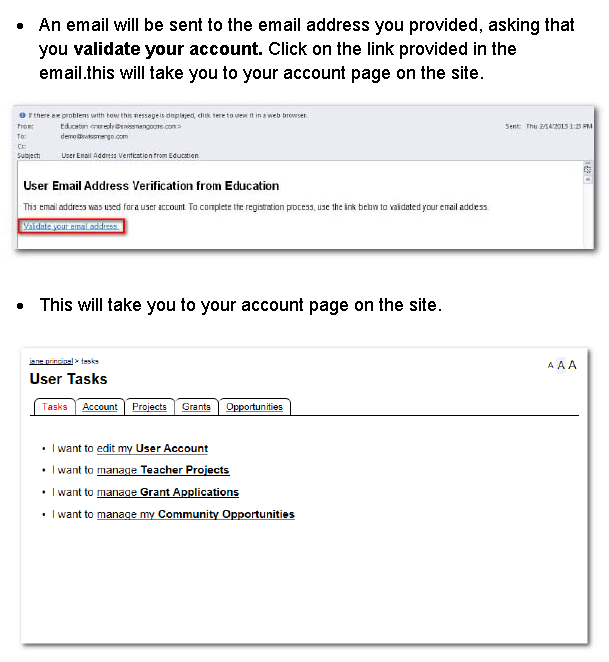 • An email will be sent to the email address you provided, asking that
you validate your account. Click on the link provided in the
email.this will take you to your account page on the site.
If there are problems with how this message is displayed, click here to view it in a web browser.
From: Education <noreply@swissmangocms.com> Sent: Thu 2/14/2013 1:23 PM
To: demo@swissmango.com
Cc:
Subject: User Email Address Verification from Education
User Email Address Verification from Education
This email address was used for a user account. To complete the registration process, use the link below to validated your email address.
Validate your email address.
• This will take you to your account page on the site.
jane principal > tasks A A A
User Tasks
Tasks Account Projects Grants Opportunities
• I want to edit my User Account
• I want to manage Teacher Projects
• I want to manage Grant Applications
• I want to manage my Community Opportunities